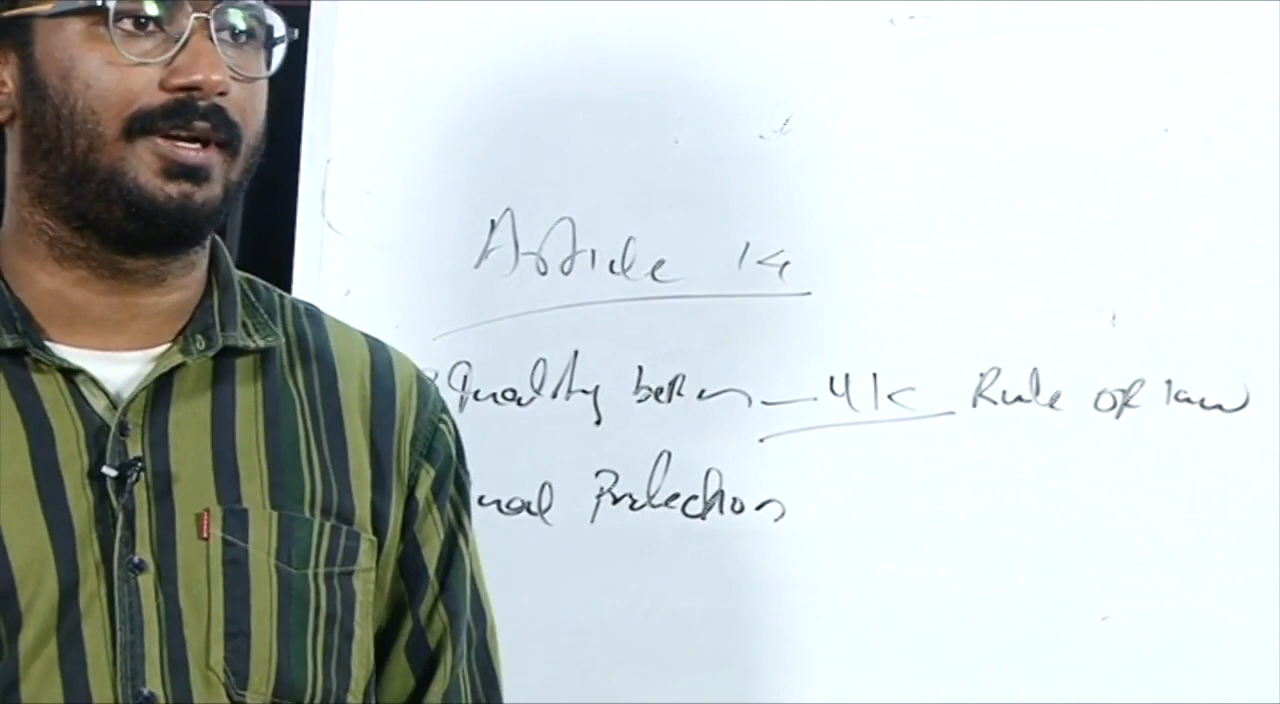 Article 14
Equality before — UK Rule of law
ual Protection